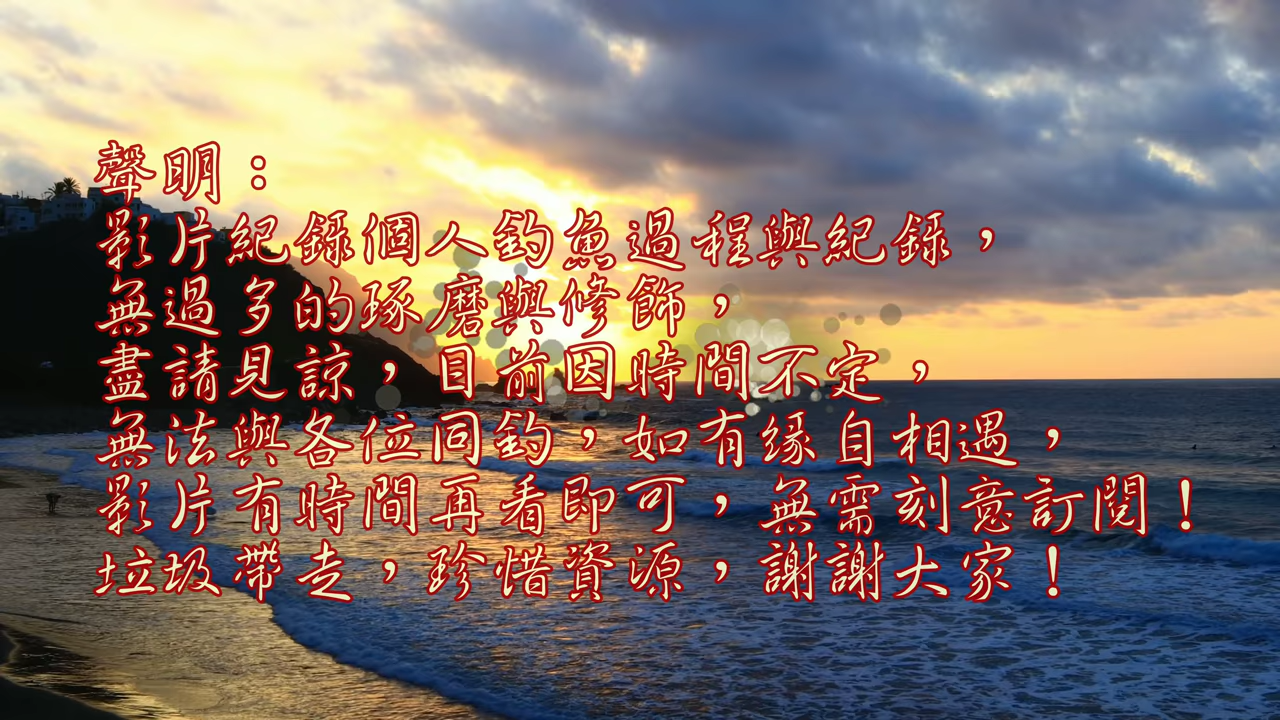 聲明：
影片紀錄個人釣魚過程與紀錄，
無過多的琢磨與修飾，
盡請見諒，目前因時間不定，
無法與各位同釣，如有緣自相遇，
影片有時間再看即可，無需刻意訂閱！
垃圾帶走，珍惜資源，謝謝大家！